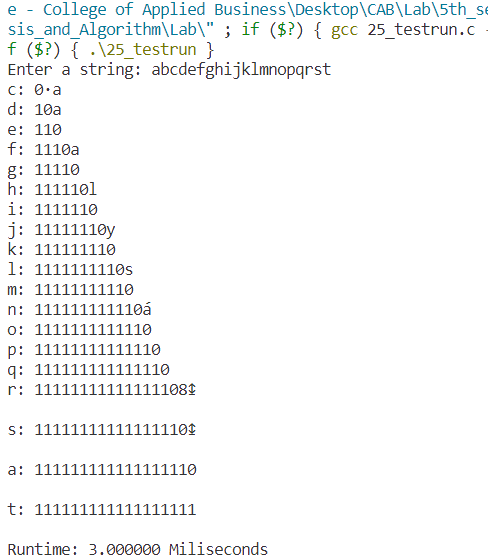 e - College of Applied Business\Desktop\CAB\Lab\5th_se
sis_and_Algorithm\Lab\" ; if ($?) { gcc 25_testrun.c -
f ($?) { .\25_testrun }
Enter a string: abcdefghijklmnopqrst
c: 0·a
d: 10a
e: 110
f: 1110a
g: 11110
h: 111110l
i: 1111110
j: 11111110y
k: 111111110
l: 1111111110s
m: 11111111110
n: 111111111110á
o: 1111111111110
p: 11111111111110
q: 111111111111110
r: 11111111111111108‼
s: 11111111111111110↕
a: 111111111111111110
t: 111111111111111111
Runtime: 3.000000 Miliseconds